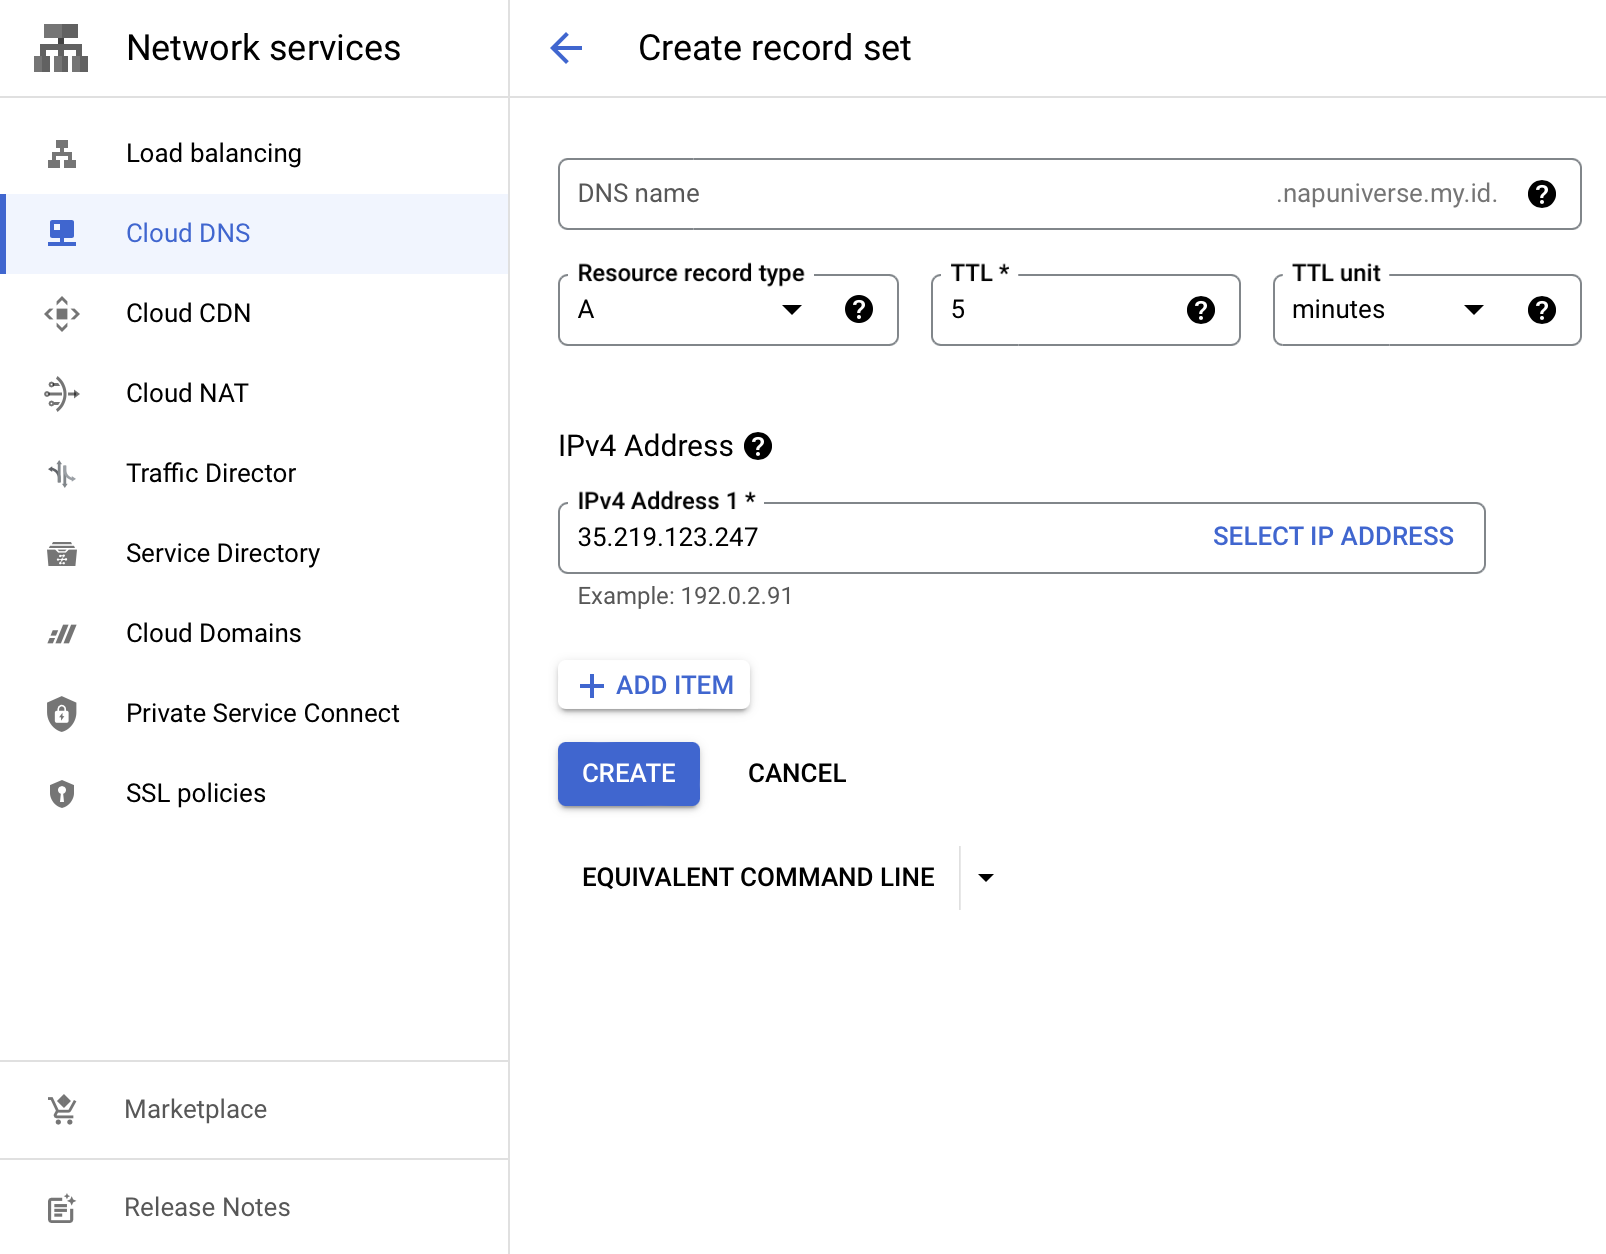 Network services
Create record set
Load balancing
Cloud DNS
Cloud CDN
Cloud NAT
Traffic Director
Service Directory
Cloud Domains
Private Service Connect
SSL policies
Marketplace
Release Notes
DNS name .napuniverse.my.id.
Resource record type TTL * TTL unit
A 5 minutes
IPv4 Address
IPv4 Address 1 *
35.219.123.247 SELECT IP ADDRESS
Example: 192.0.2.91
ADD ITEM
CREATE CANCEL
EQUIVALENT COMMAND LINE